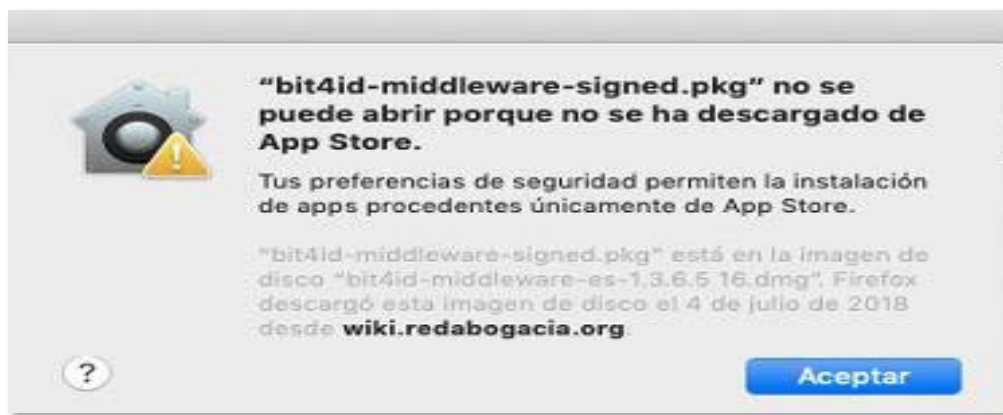 “bit4id-middleware-signed.pkg” no se
puede abrir porque no se ha descargado de
App Store.
Tus preferencias de seguridad permiten la instalación
de apps procedentes únicamente de App Store.
“bit4id-middleware-signed.pkg” está en la imagen de
disco “bit4id-middleware-es-1.3.6.5 16.dmg”. Firefox
descargó esta imagen de disco el 4 de julio de 2018
desde wiki.redabogacia.org
?
Aceptar